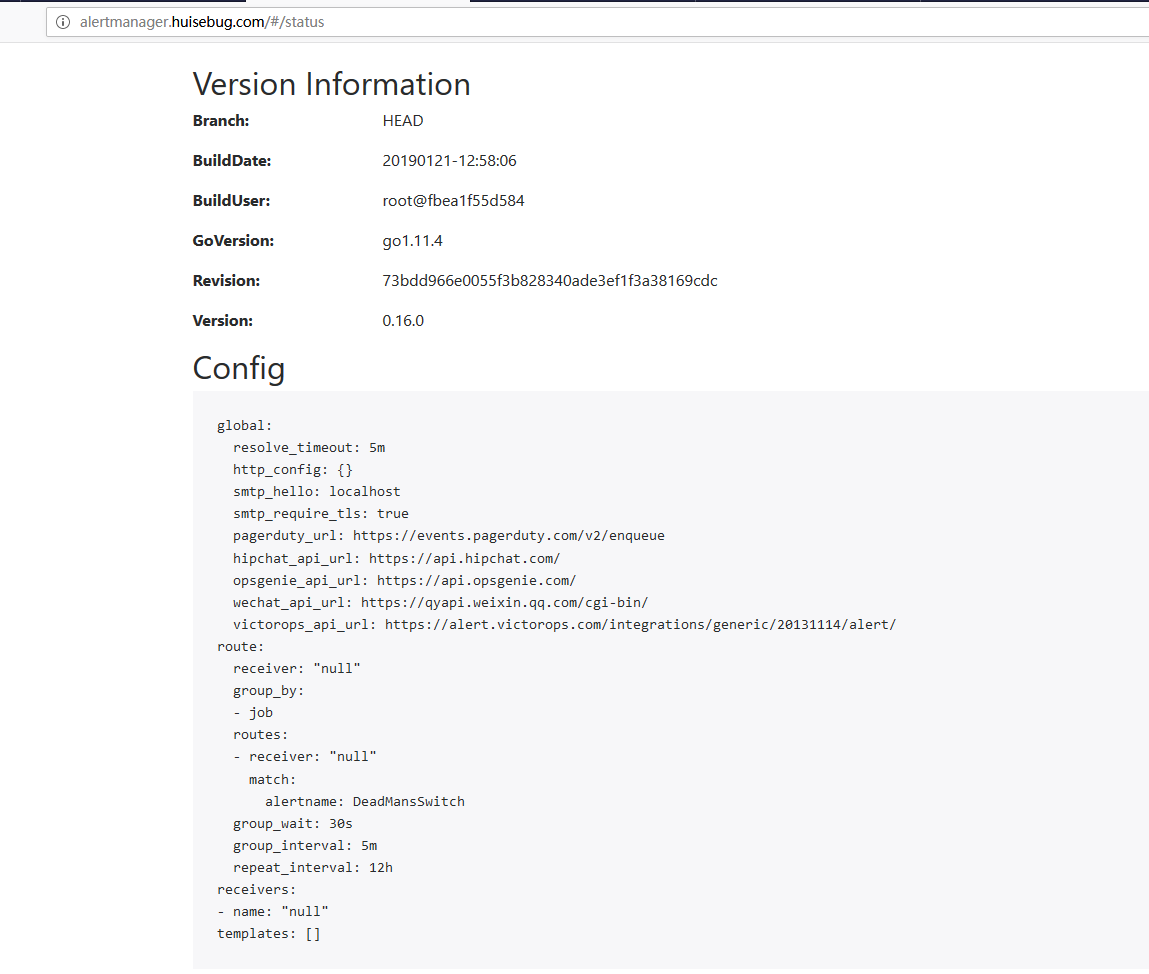 alertmanager.huisebug.com/#/status
Version Information
Branch: HEAD
BuildDate: 20190121-12:58:06
BuildUser: root@fbea1f55d584
GoVersion: go1.11.4
Revision: 73bdd966e0055f3b828340ade3ef1f3a38169cdc
Version: 0.16.0
Config
global:
  resolve_timeout: 5m
  http_config: {}
  smtp_hello: localhost
  smtp_require_tls: true
  pagerduty_url: https://events.pagerduty.com/v2/enqueue
  hipchat_api_url: https://api.hipchat.com/
  opsgenie_api_url: https://api.opsgenie.com/
  wechat_api_url: https://qyapi.weixin.qq.com/cgi-bin/
  victorops_api_url: https://alert.victorops.com/integrations/generic/20131114/alert/
route:
  receiver: "null"
  group_by:
  - job
  routes:
  - receiver: "null"
    match:
      alertname: DeadMansSwitch
  group_wait: 30s
  group_interval: 5m
  repeat_interval: 12h
receivers:
- name: "null"
templates: []